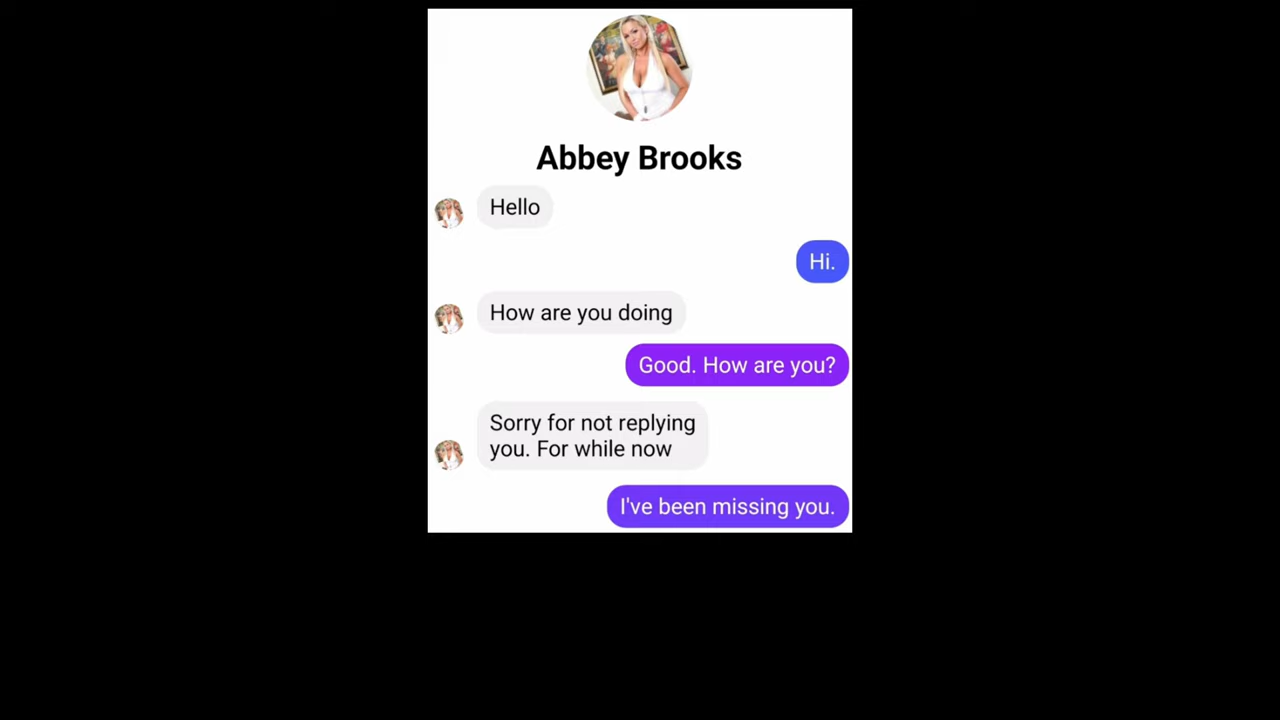 Abbey Brooks
Hello
Hi.
How are you doing
Good. How are you?
Sorry for not replying
you. For while now
I've been missing you.